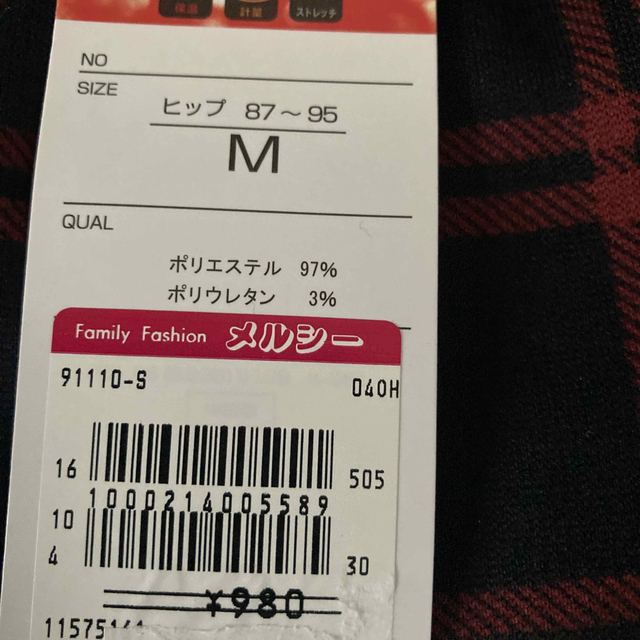 保温 計量 ストレッチ
NO
SIZE
ヒップ 87～95
M
QUAL
ポリエステル 97%
ポリウレタン 3%
Family Fashion メルシー
91110-S 040H
16 505
1000214005589
10
4 30
¥980